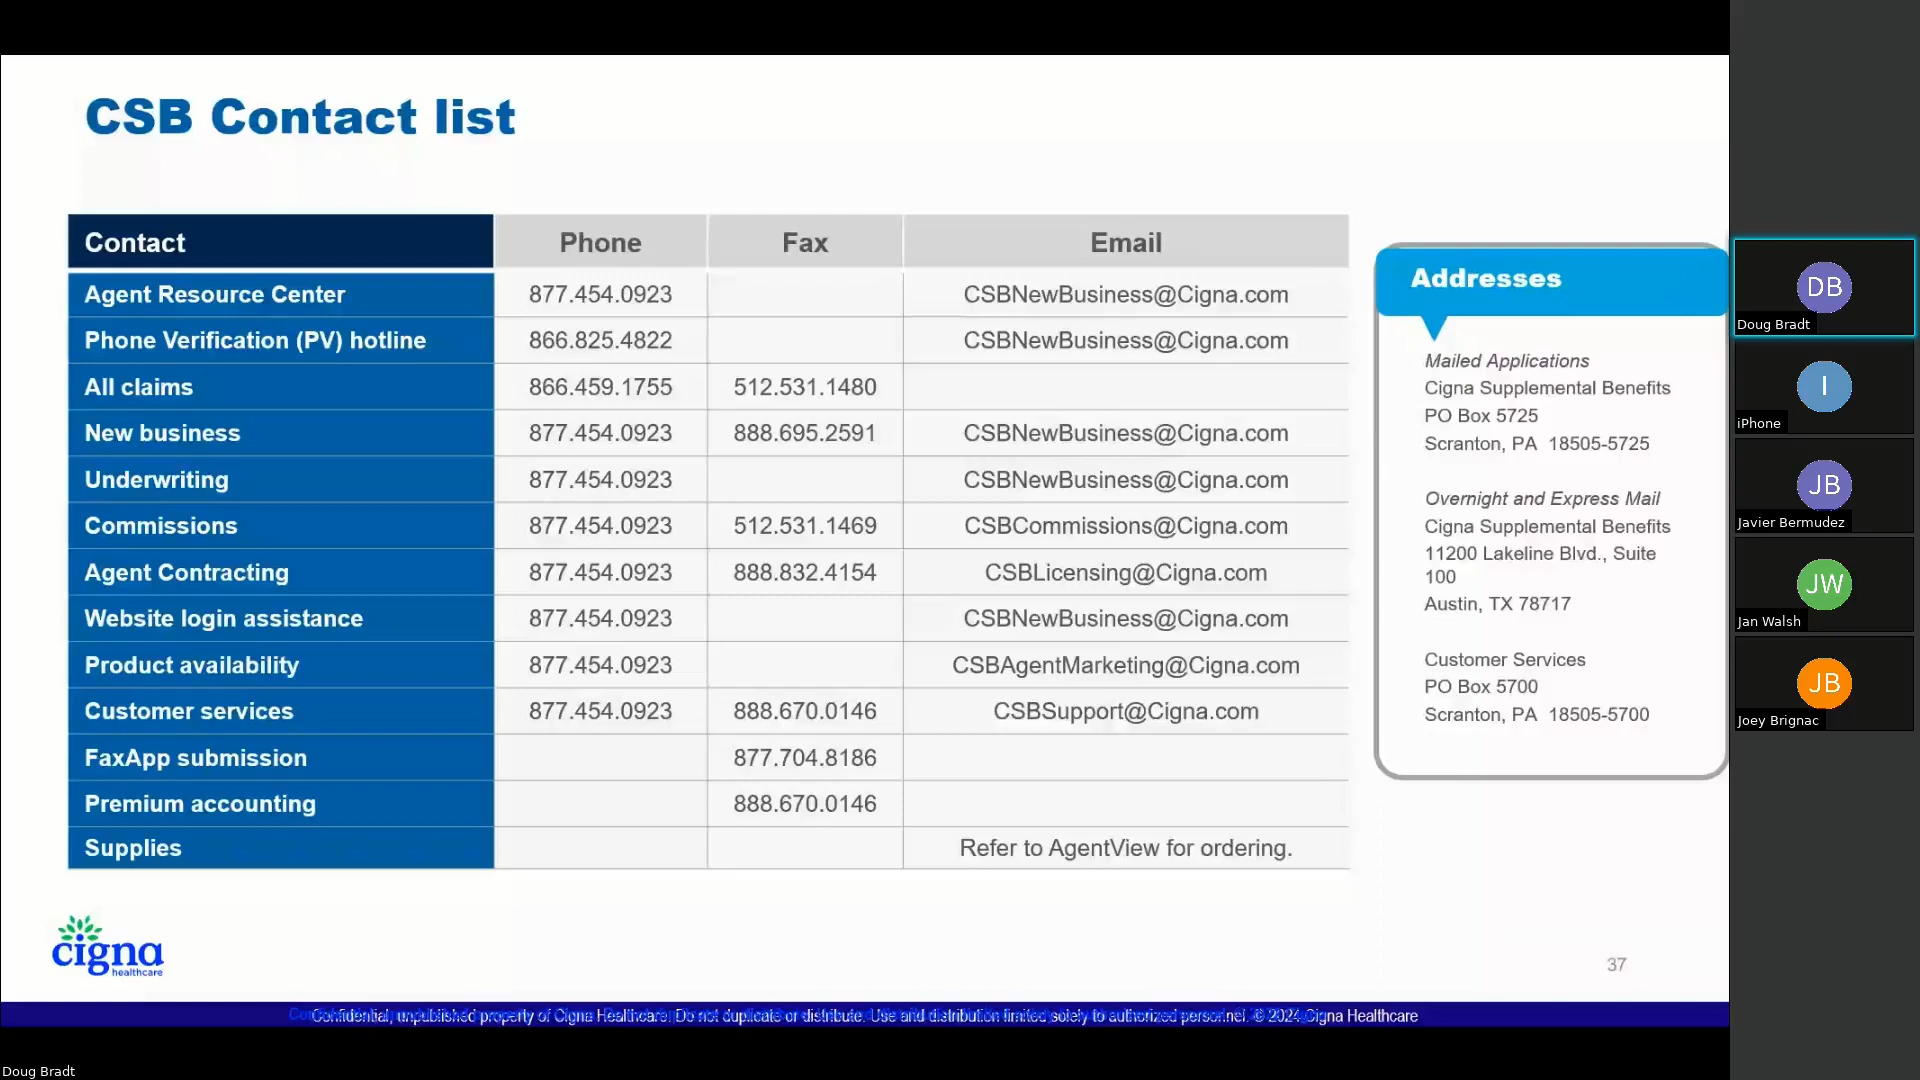 CSB Contact list
Contact Phone Fax Email
Agent Resource Center 877.454.0923 CSBNewBusiness@Cigna.com
Phone Verification (PV) hotline 866.825.4822 CSBNewBusiness@Cigna.com
All claims 866.459.1755 512.531.1480
New business 877.454.0923 888.695.2591 CSBNewBusiness@Cigna.com
Underwriting 877.454.0923 CSBNewBusiness@Cigna.com
Commissions 877.454.0923 512.531.1469 CSBCommissions@Cigna.com
Agent Contracting 877.454.0923 888.832.4154 CSBLicensing@Cigna.com
Website login assistance 877.454.0923 CSBNewBusiness@Cigna.com
Product availability 877.454.0923 CSBAgentMarketing@Cigna.com
Customer services 877.454.0923 888.670.0146 CSBSupport@Cigna.com
FaxApp submission 877.704.8186
Premium accounting 888.670.0146
Supplies Refer to AgentView for ordering.
Addresses
Mailed Applications
Cigna Supplemental Benefits
PO Box 5725
Scranton, PA 18505-5725
Overnight and Express Mail
Cigna Supplemental Benefits
11200 Lakeline Blvd., Suite
100
Austin, TX 78717
Customer Services
PO Box 5700
Scranton, PA 18505-5700
cigna
healthcare
37
Confidential, unpublished property of Cigna Healthcare. Do not duplicate or distribute. Use and distribution limited solely to authorized personnel. © 2024 Cigna Healthcare
DB
Doug Bradt
I
iPhone
JB
Javier Bermudez
JW
Jan Walsh
JB
Joey Brignac
Doug Bradt